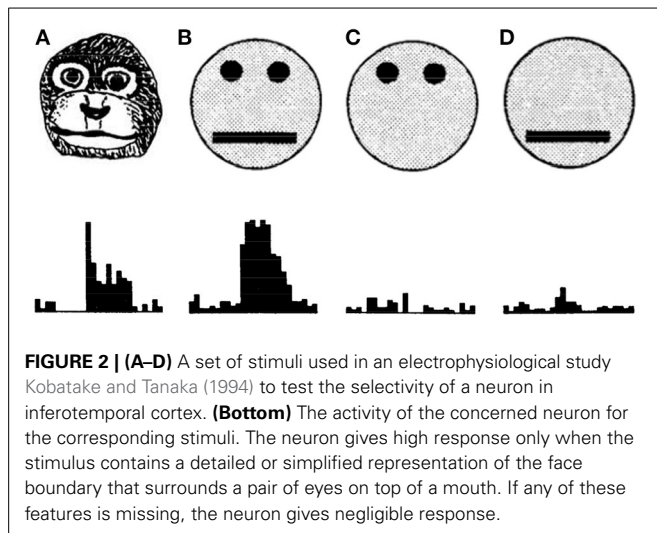 A B C D
FIGURE 2 | (A–D) A set of stimuli used in an electrophysiological study
Kobatake and Tanaka (1994) to test the selectivity of a neuron in
inferotemporal cortex. (Bottom) The activity of the concerned neuron for
the corresponding stimuli. The neuron gives high response only when the
stimulus contains a detailed or simplified representation of the face
boundary that surrounds a pair of eyes on top of a mouth. If any of these
features is missing, the neuron gives negligible response.